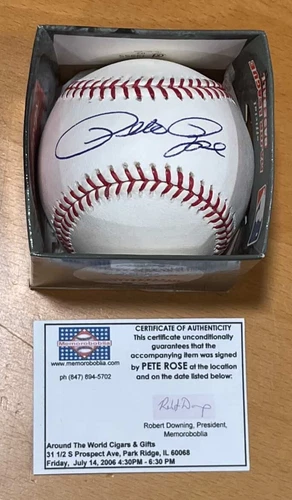 Pete Rose
CERTIFICATE OF AUTHENTICITY
This certificate unconditionally
guarantees that the
accompanying item was signed
by PETE ROSE at the location
and on the date listed below:
Memoroboblia
www.memoroboblia.com
ph (847) 894-5702
Robert Downing, President,
Memoroboblia
Around The World Cigars & Gifts
31 1/2 S Prospect Ave, Park Ridge, IL 60068
Friday, July 14, 2006 4:30PM - 6:30 PM